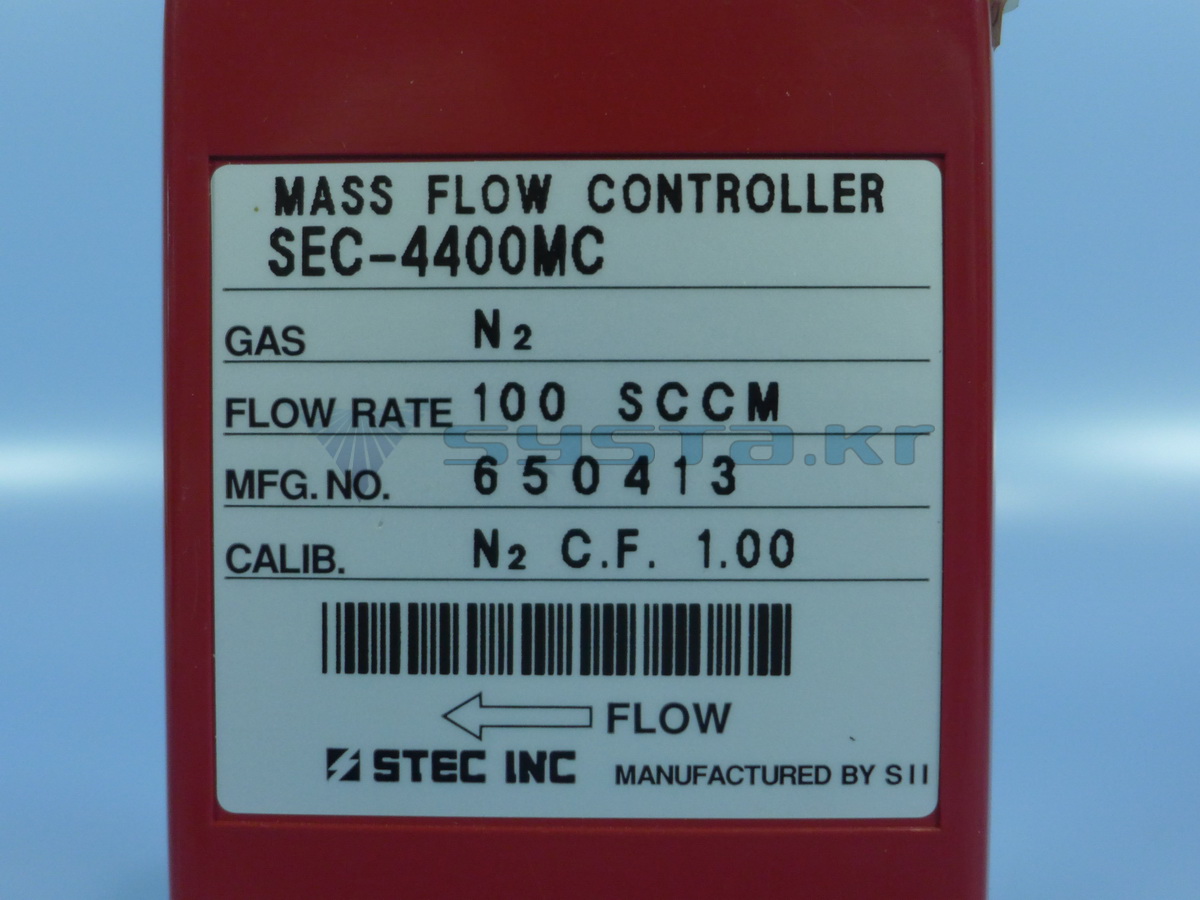 MASS FLOW CONTROLLER
SEC-4400MC
GAS N₂
FLOW RATE 100 SCCM
systa.kr
MFG. NO. 650413
CALIB. N₂ C.F. 1.00
FLOW
STEC INC MANUFACTURED BY SII